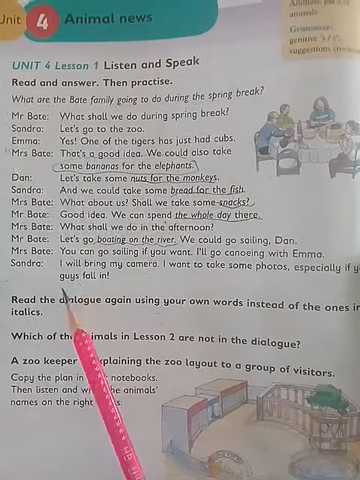 Unit 4 Animal news
animals.
Grammar:
genitive 's / s';
suggestions
UNIT 4 Lesson 1 Listen and Speak
Read and answer. Then practise.
What are the Bate family going to do during the spring break?
Mr Bate: What shall we do during spring break?
Sandra: Let's go to the zoo.
Emma: Yes! One of the tigers has just had cubs.
Mrs Bate: That's a good idea. We could also take
some bananas for the elephants.
Dan: Let's take some nuts for the monkeys.
Sandra: And we could take some bread for the fish.
Mrs Bate: What about us? Shall we take some snacks?
Mr Bate: Good idea. We can spend the whole day there.
Mrs Bate: What shall we do in the afternoon?
Mr Bate: Let's go boating on the river. We could go sailing, Dan.
Mrs Bate: You can go sailing if you want. I'll go canoeing with Emma.
Sandra: I will bring my camera. I want to take some photos, especially if
guys fall in!
Read the dialogue again using your own words instead of the ones
italics.
Which of the animals in Lesson 2 are not in the dialogue?
A zoo keeper explaining the zoo layout to a group of visitors.
Copy the plan in notebooks.
Then listen and the animals'
names on the right